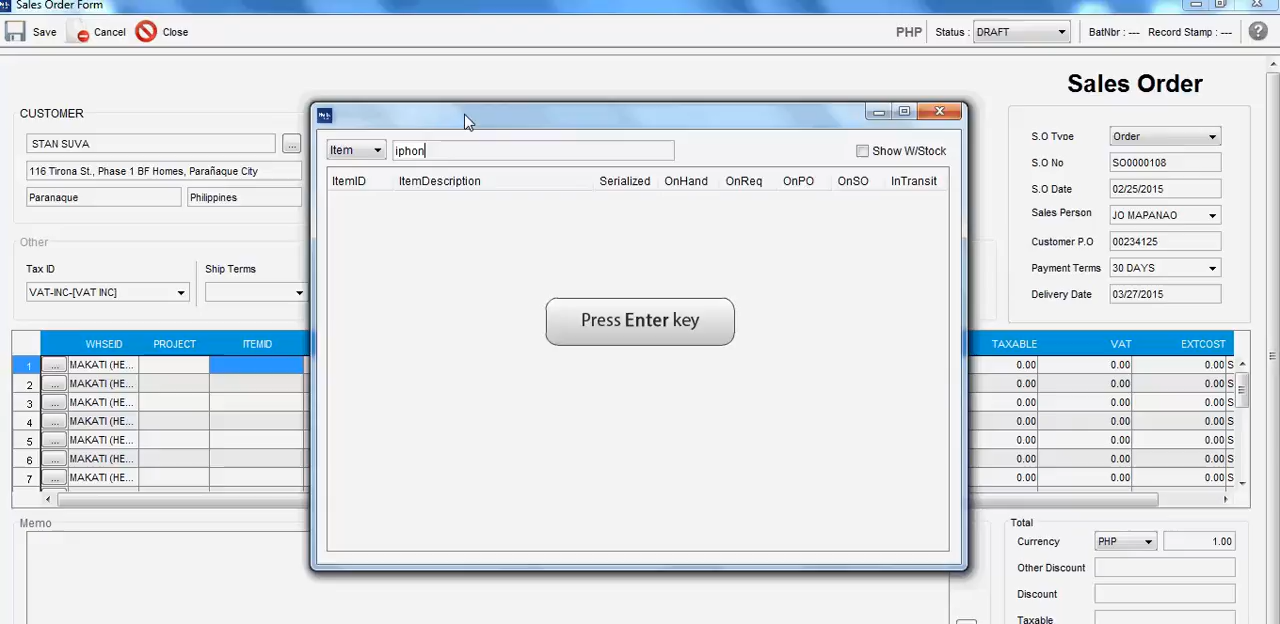 Sales Order Form
Save Cancel Close PHP Status : DRAFT BatNbr : --- Record Stamp : ---
Sales Order
CUSTOMER
STAN SUVA ...
116 Tirona St., Phase 1 BF Homes, Parañaque City
Paranaque Philippines
Other
Tax ID Ship Terms
VAT-INC-[VAT INC]
S.O Type Order
S.O No SO0000108
S.O Date 02/25/2015
Sales Person JO MAPANAO
Customer P.O 00234125
Payment Terms 30 DAYS
Delivery Date 03/27/2015
Item iphon Show W/Stock
ItemID ItemDescription Serialized OnHand OnReq OnPO OnSO InTransit
Press Enter key
WHSEID PROJECT ITEMID TAXABLE VAT EXTCOST
1 ... MAKATI (HE... 0.00 0.00 0.00 S
2 ... MAKATI (HE... 0.00 0.00 0.00 S
3 ... MAKATI (HE... 0.00 0.00 0.00 S
4 ... MAKATI (HE... 0.00 0.00 0.00 S
5 ... MAKATI (HE... 0.00 0.00 0.00 S
6 ... MAKATI (HE... 0.00 0.00 0.00 S
7 ... MAKATI (HE... 0.00 0.00 0.00 S
Memo
Total
Currency PHP 1.00
Other Discount
Discount
Taxable